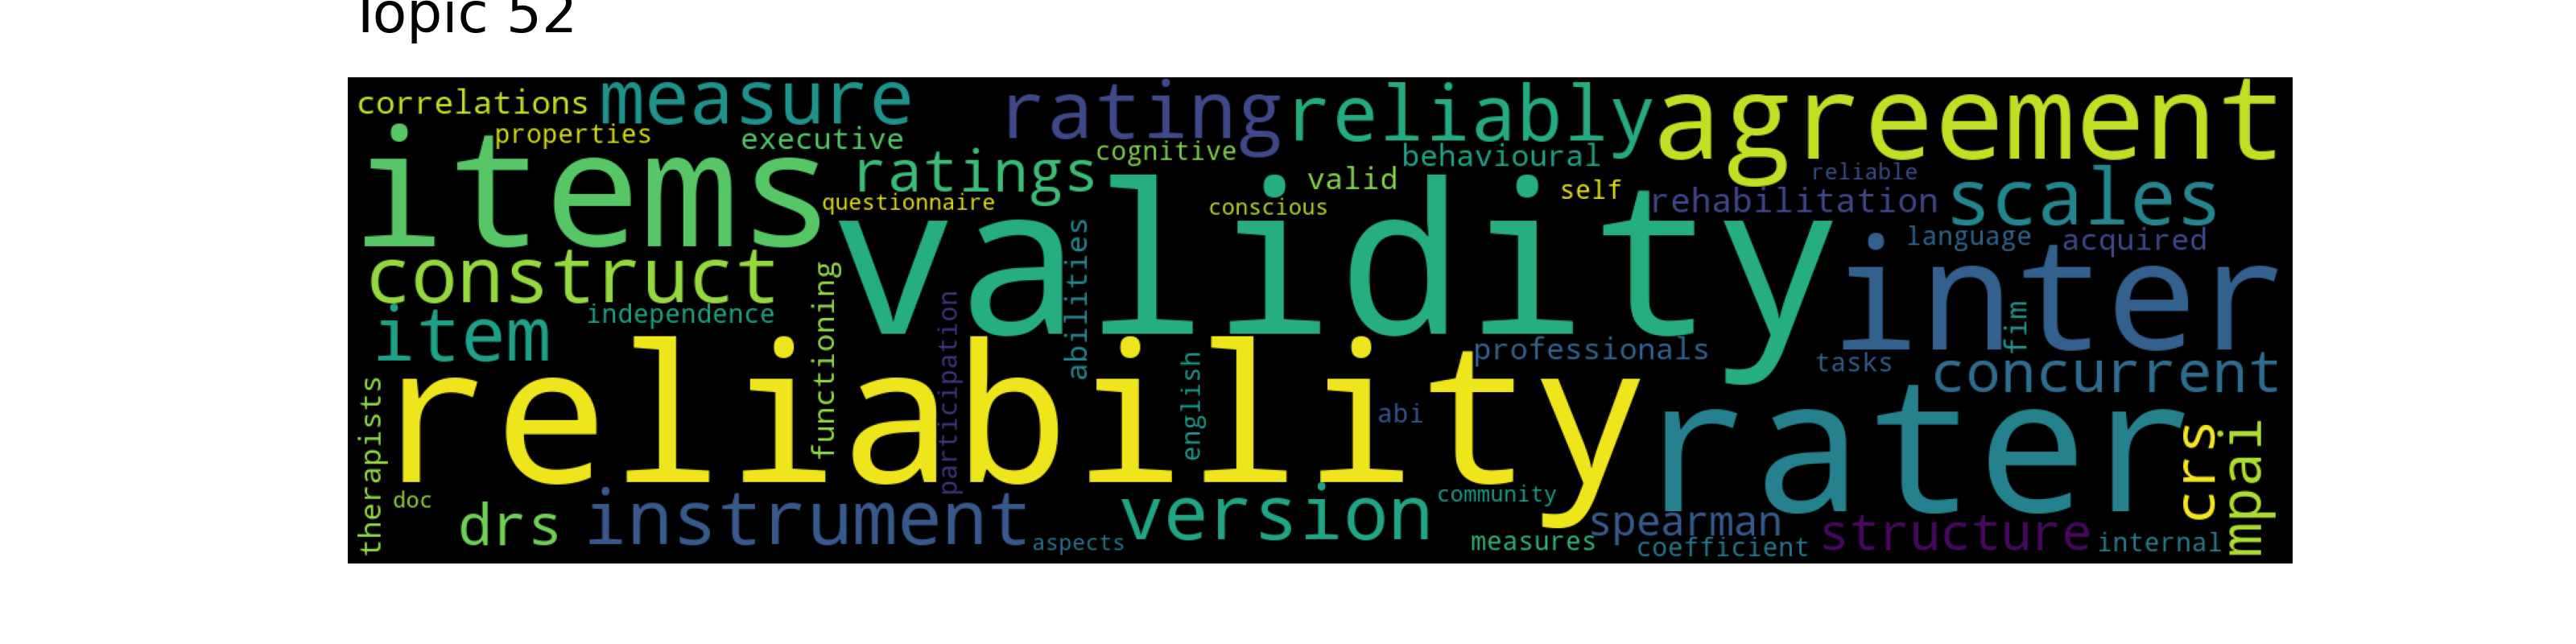 Topic 52
correlations measure rating reliably agreement
properties executive cognitive behavioural
items ratings valid self reliable
questionnaire conscious rehabilitation scales
validity language acquired
construct functioning abilities inter
independence participation fim
item professionals tasks concurrent
reliability english abi rater crs
therapists doc mpai
drs instrument version community spearman structure
aspects measures coefficient internal